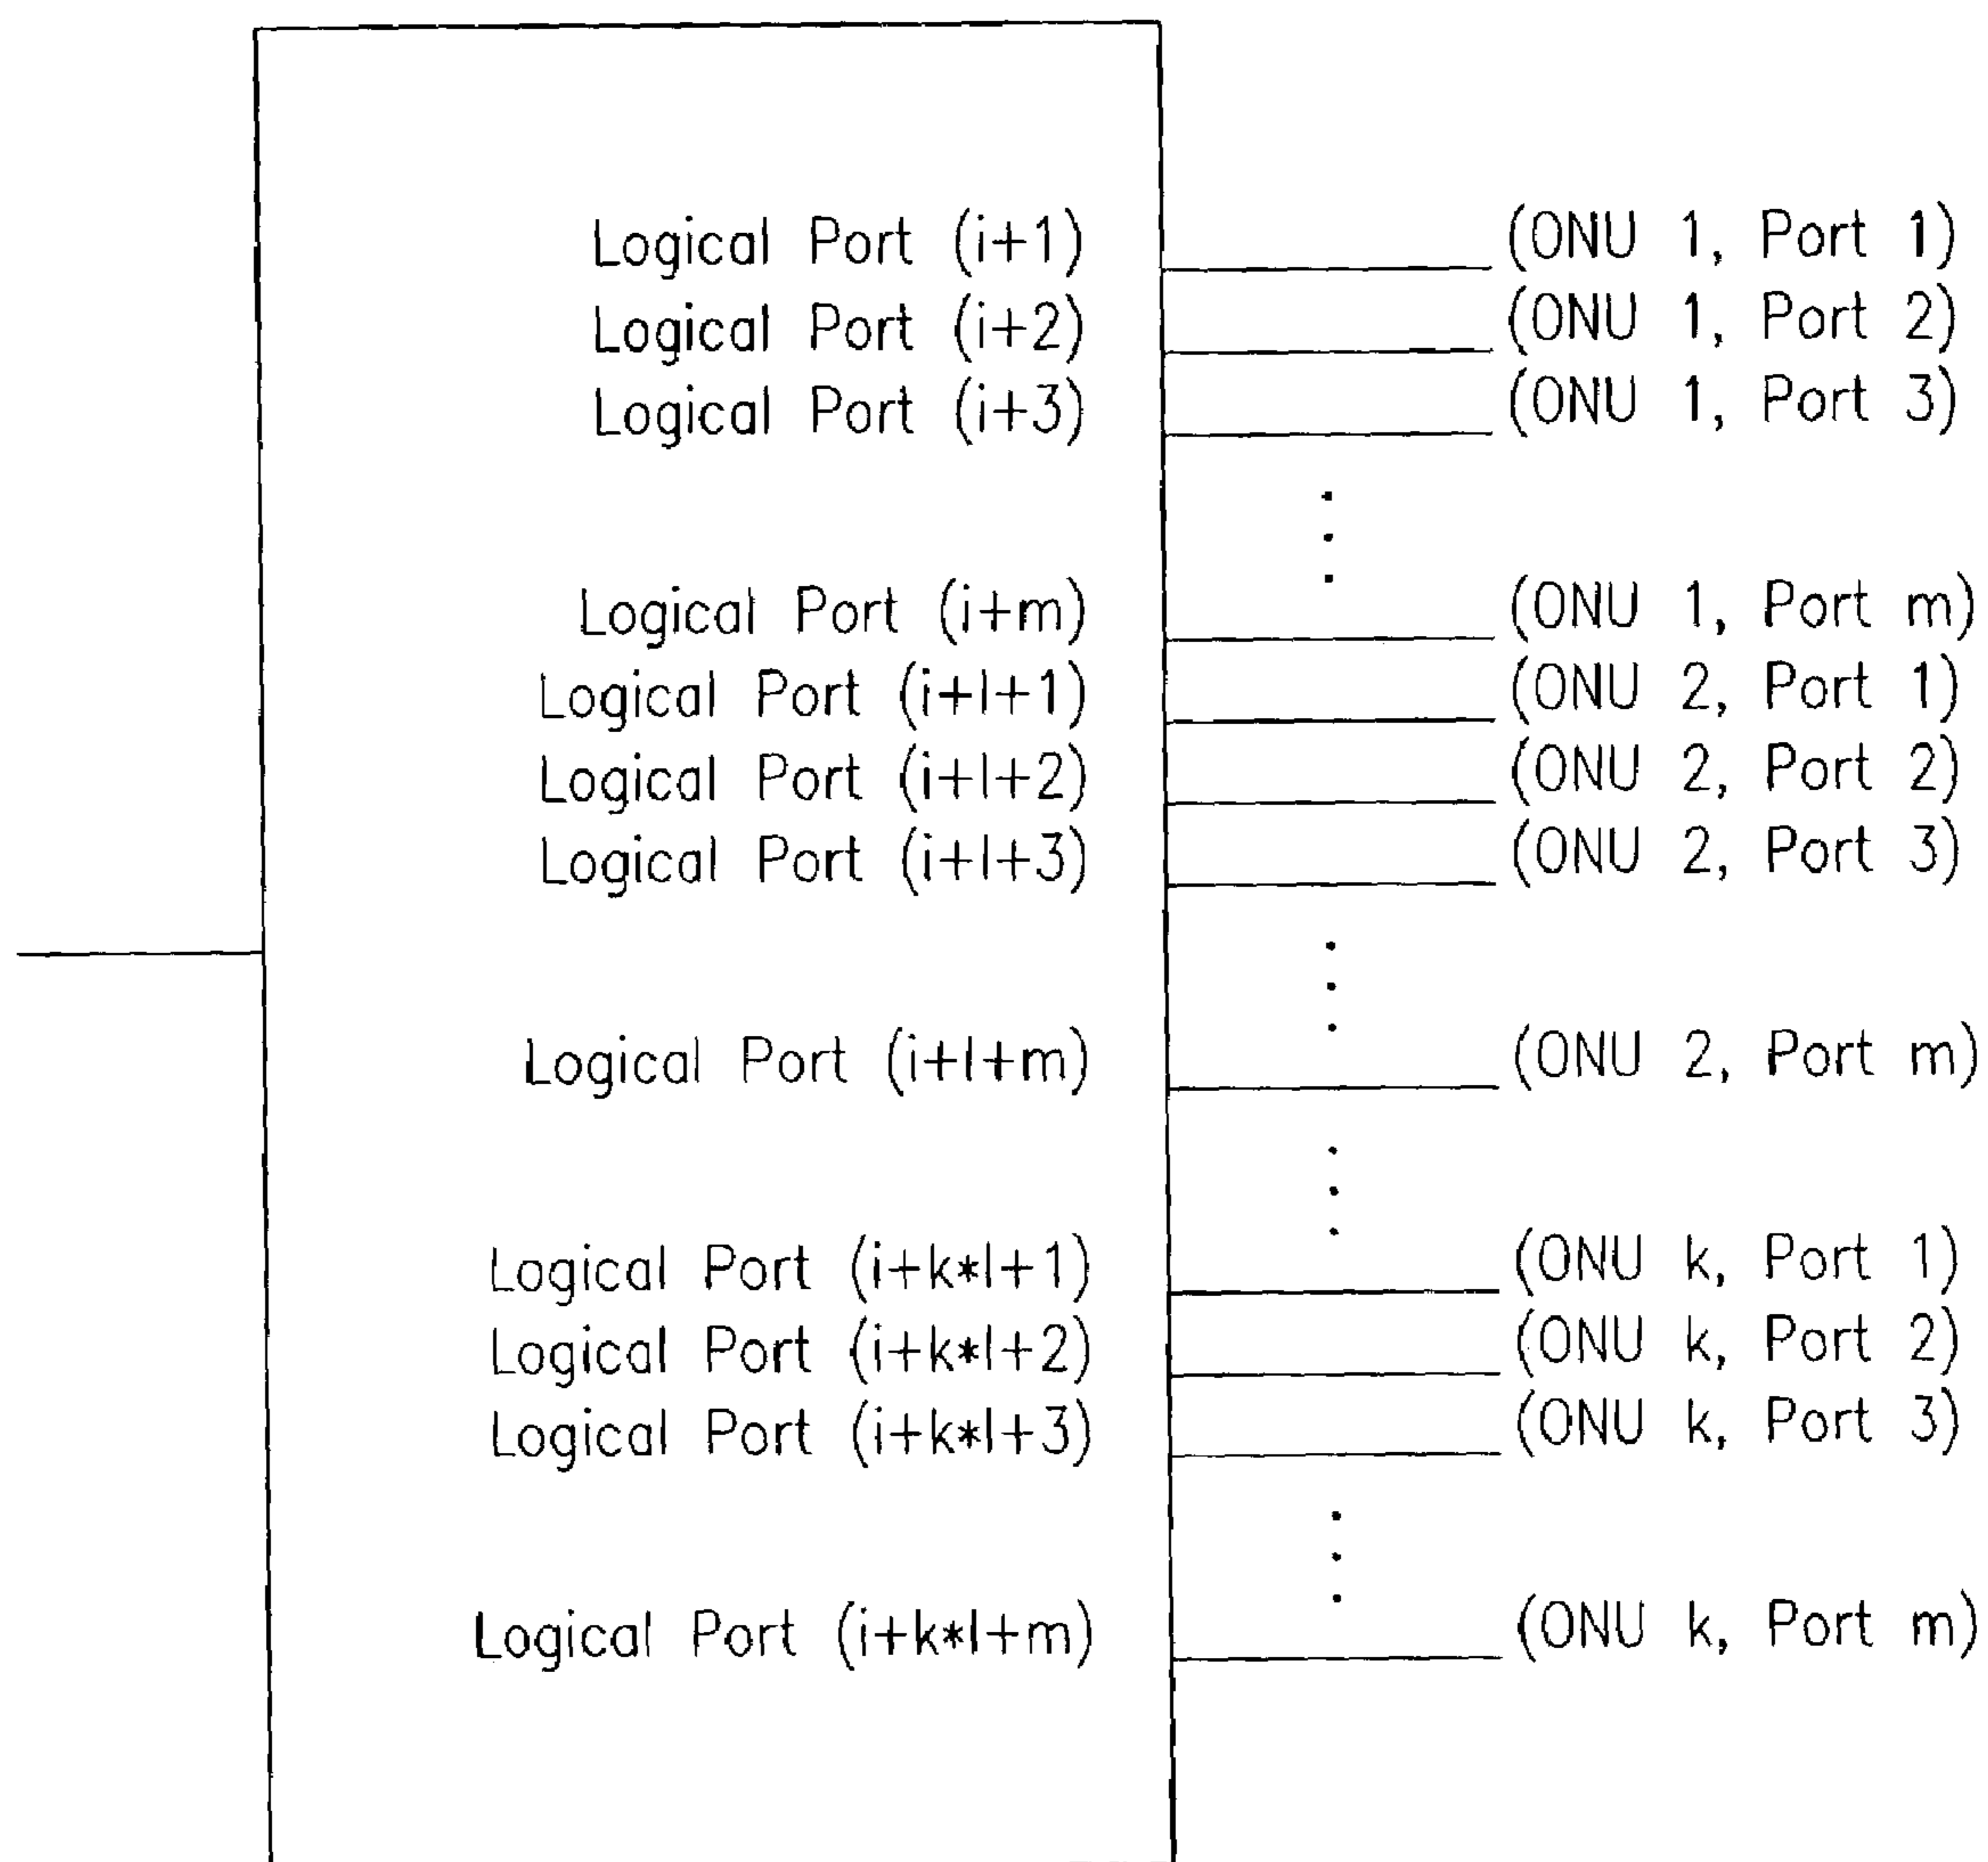 Logical Port (i+1) (ONU 1, Port 1)
Logical Port (i+2) (ONU 1, Port 2)
Logical Port (i+3) (ONU 1, Port 3)
Logical Port (i+m) (ONU 1, Port m)
Logical Port (i+l+1) (ONU 2, Port 1)
Logical Port (i+l+2) (ONU 2, Port 2)
Logical Port (i+l+3) (ONU 2, Port 3)
Logical Port (i+l+m) (ONU 2, Port m)
Logical Port (i+k*l+1) (ONU k, Port 1)
Logical Port (i+k*l+2) (ONU k, Port 2)
Logical Port (i+k*l+3) (ONU k, Port 3)
Logical Port (i+k*l+m) (ONU k, Port m)